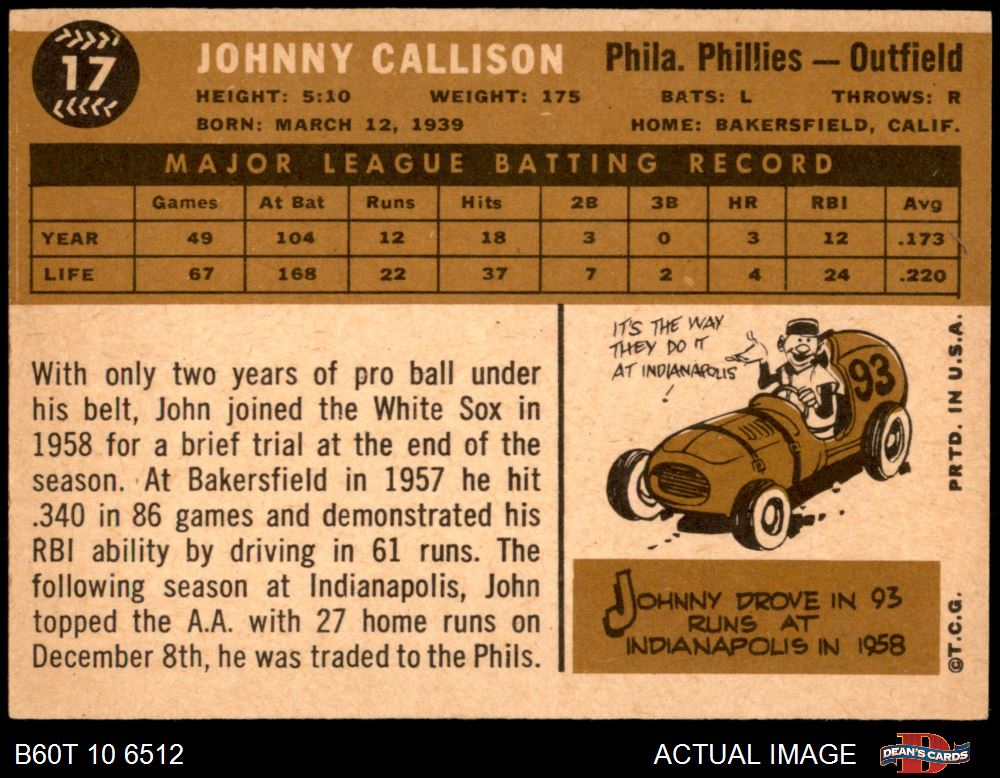 17
JOHNNY CALLISON
Phila. Phillies — Outfield
HEIGHT: 5:10 WEIGHT: 175 BATS: L THROWS: R
BORN: MARCH 12, 1939 HOME: BAKERSFIELD, CALIF.
MAJOR LEAGUE BATTING RECORD
Games At Bat Runs Hits 2B 3B HR RBI Avg
YEAR 49 104 12 18 3 0 3 12 .173
LIFE 67 168 22 37 7 2 4 24 .220
With only two years of pro ball under
his belt, John joined the White Sox in
1958 for a brief trial at the end of the
season. At Bakersfield in 1957 he hit
.340 in 86 games and demonstrated his
RBI ability by driving in 61 runs. The
following season at Indianapolis, John
topped the A.A. with 27 home runs on
December 8th, he was traded to the Phils.
IT'S THE WAY
THEY DO IT
AT INDIANAPOLIS
!
93
JOHNNY DROVE IN 93
RUNS AT
INDIANAPOLIS IN 1958
PRTD. IN U.S.A.
©T.C.G.
B60T 10 6512
ACTUAL IMAGE
D
DEAN'S CARDS